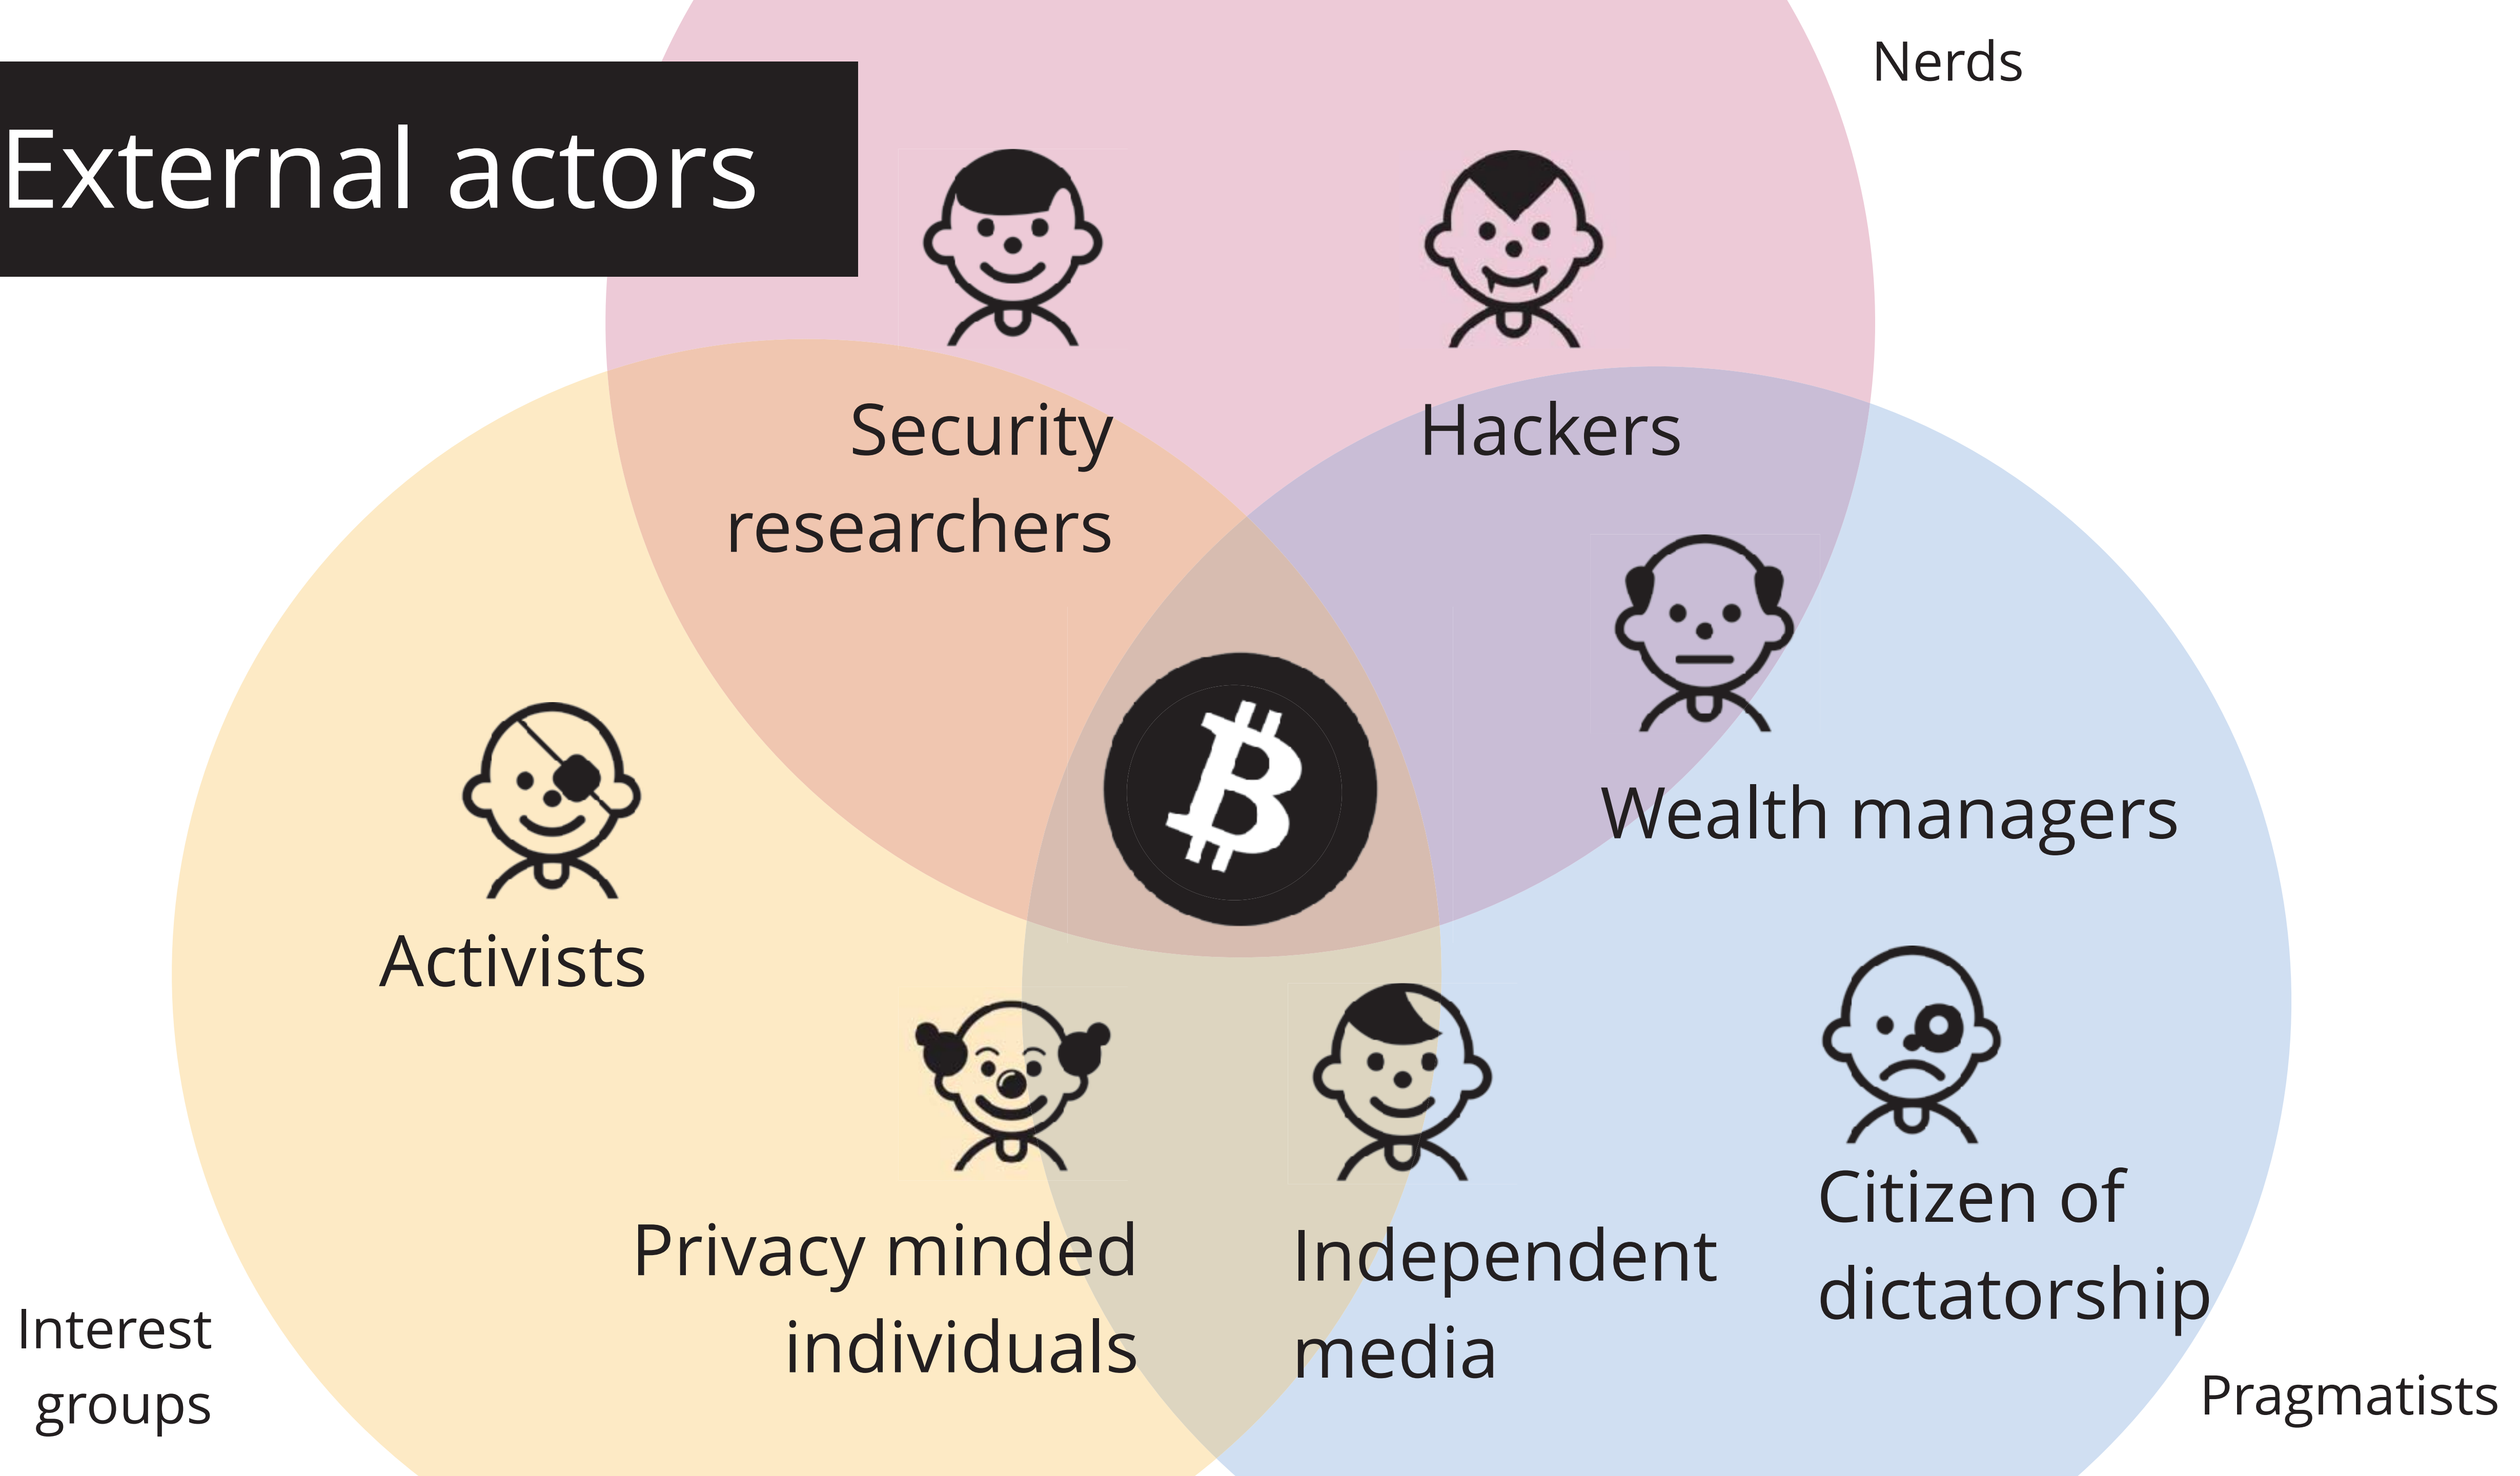 Nerds
External actors
Security
researchers
Hackers
Wealth managers
Activists
Privacy minded
individuals
Independent
media
Citizen of
dictatorship
Interest
groups
Pragmatists